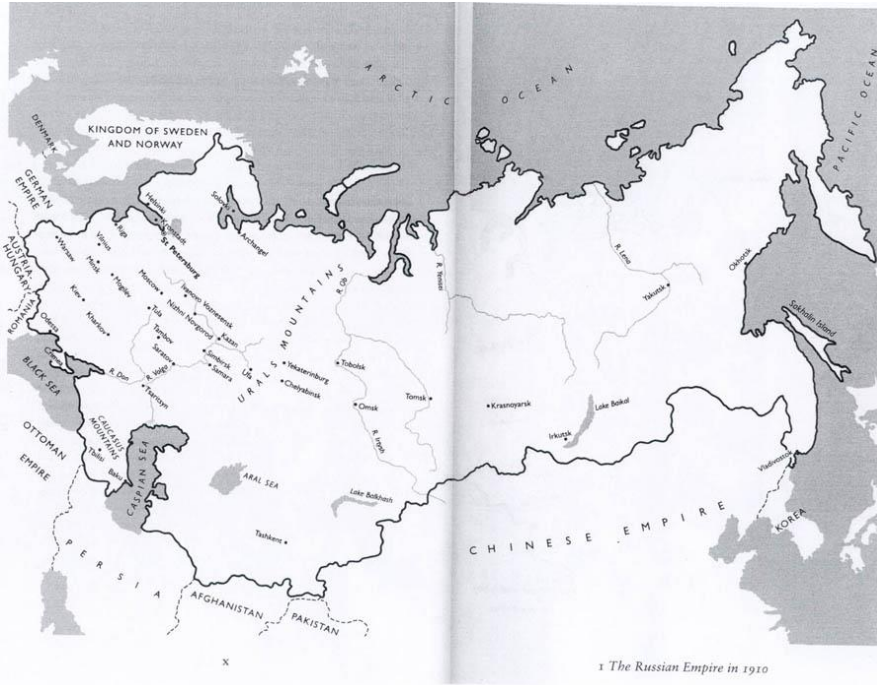 ARCTIC OCEAN
PACIFIC OCEAN
DENMARK
KINGDOM OF SWEDEN
AND NORWAY
GERMAN
EMPIRE
AUSTRIA
HUNGARY
ROMANIA
Helsinki
Kronstadt
St Petersburg
Solovki
Archangel
Riga
Vilnius
Warsaw
Minsk
Mogilev
Moscow
Ivanovo Voznesensk
Nizhni Novgorod
Kazan
Kiev
Kharkov
Tula
Tambov
Saratov
Simbirsk
Samara
Ufa
URALS MOUNTAINS
R. Ob
R. Yenisei
R. Lena
Yakutsk
Okhotsk
Sakhalin Island
Odessa
Crimea
BLACK SEA
R. Don
R. Volga
Tsaritsyn
Yekaterinburg
Chelyabinsk
Tobolsk
Omsk
Tomsk
R. Irtysh
Krasnoyarsk
Irkutsk
Lake Baikal
Vladivostok
CAUCASUS
MOUNTAINS
Tbilisi
Baku
CASPIAN SEA
ARAL SEA
Lake Balkhash
Tashkent
OTTOMAN
EMPIRE
PERSIA
AFGHANISTAN
PAKISTAN
CHINESE EMPIRE
KOREA
x
1 The Russian Empire in 1910